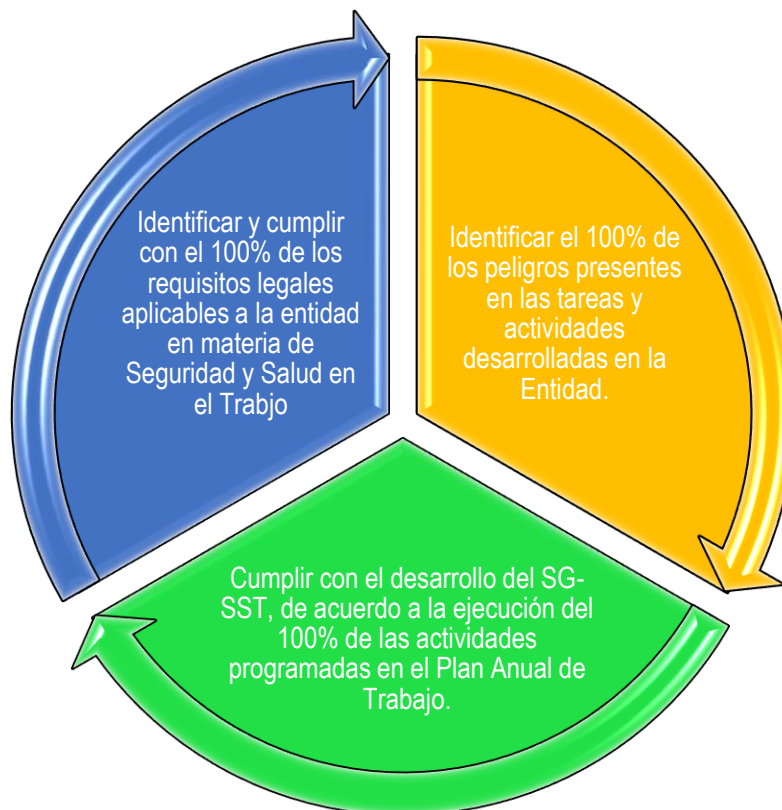 Identificar y cumplir
con el 100% de los
requisitos legales
aplicables a la entidad
en materia de
Seguridad y Salud en
el Trabjo
Identificar el 100% de
los peligros presentes
en las tareas y
actividades
desarrolladas en la
Entidad.
Cumplir con el desarrollo del SG-
SST, de acuerdo a la ejecución del
100% de las actividades
programadas en el Plan Anual de
Trabajo.